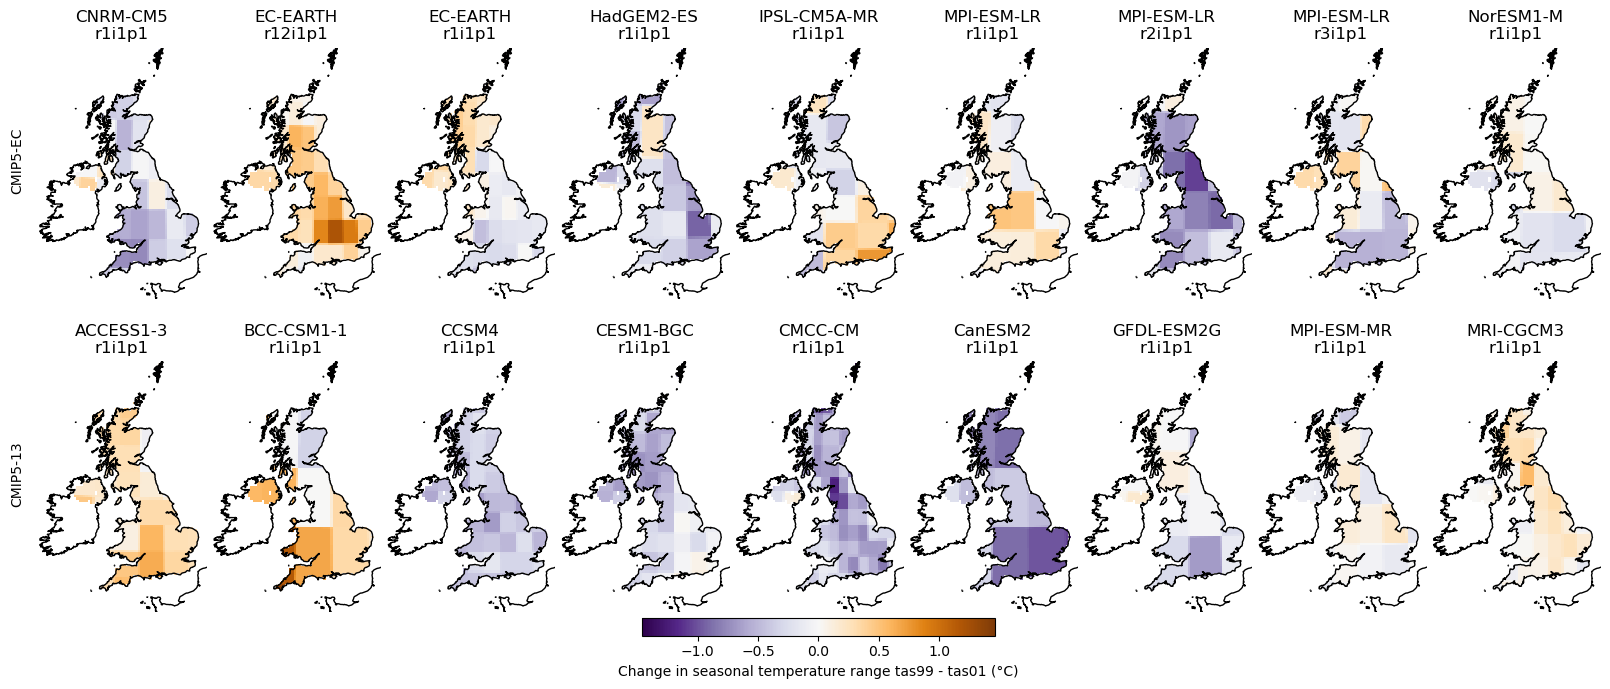 CNRM-CM5 EC-EARTH EC-EARTH HadGEM2-ES IPSL-CM5A-MR MPI-ESM-LR MPI-ESM-LR MPI-ESM-LR NorESM1-M
r1i1p1 r12i1p1 r1i1p1 r1i1p1 r1i1p1 r1i1p1 r2i1p1 r3i1p1 r1i1p1
CMIP5-EC
ACCESS1-3 BCC-CSM1-1 CCSM4 CESM1-BGC CMCC-CM CanESM2 GFDL-ESM2G MPI-ESM-MR MRI-CGCM3
r1i1p1 r1i1p1 r1i1p1 r1i1p1 r1i1p1 r1i1p1 r1i1p1 r1i1p1 r1i1p1
CMIP5-13
−1.0 −0.5 0.0 0.5 1.0
Change in seasonal temperature range tas99 - tas01 (°C)